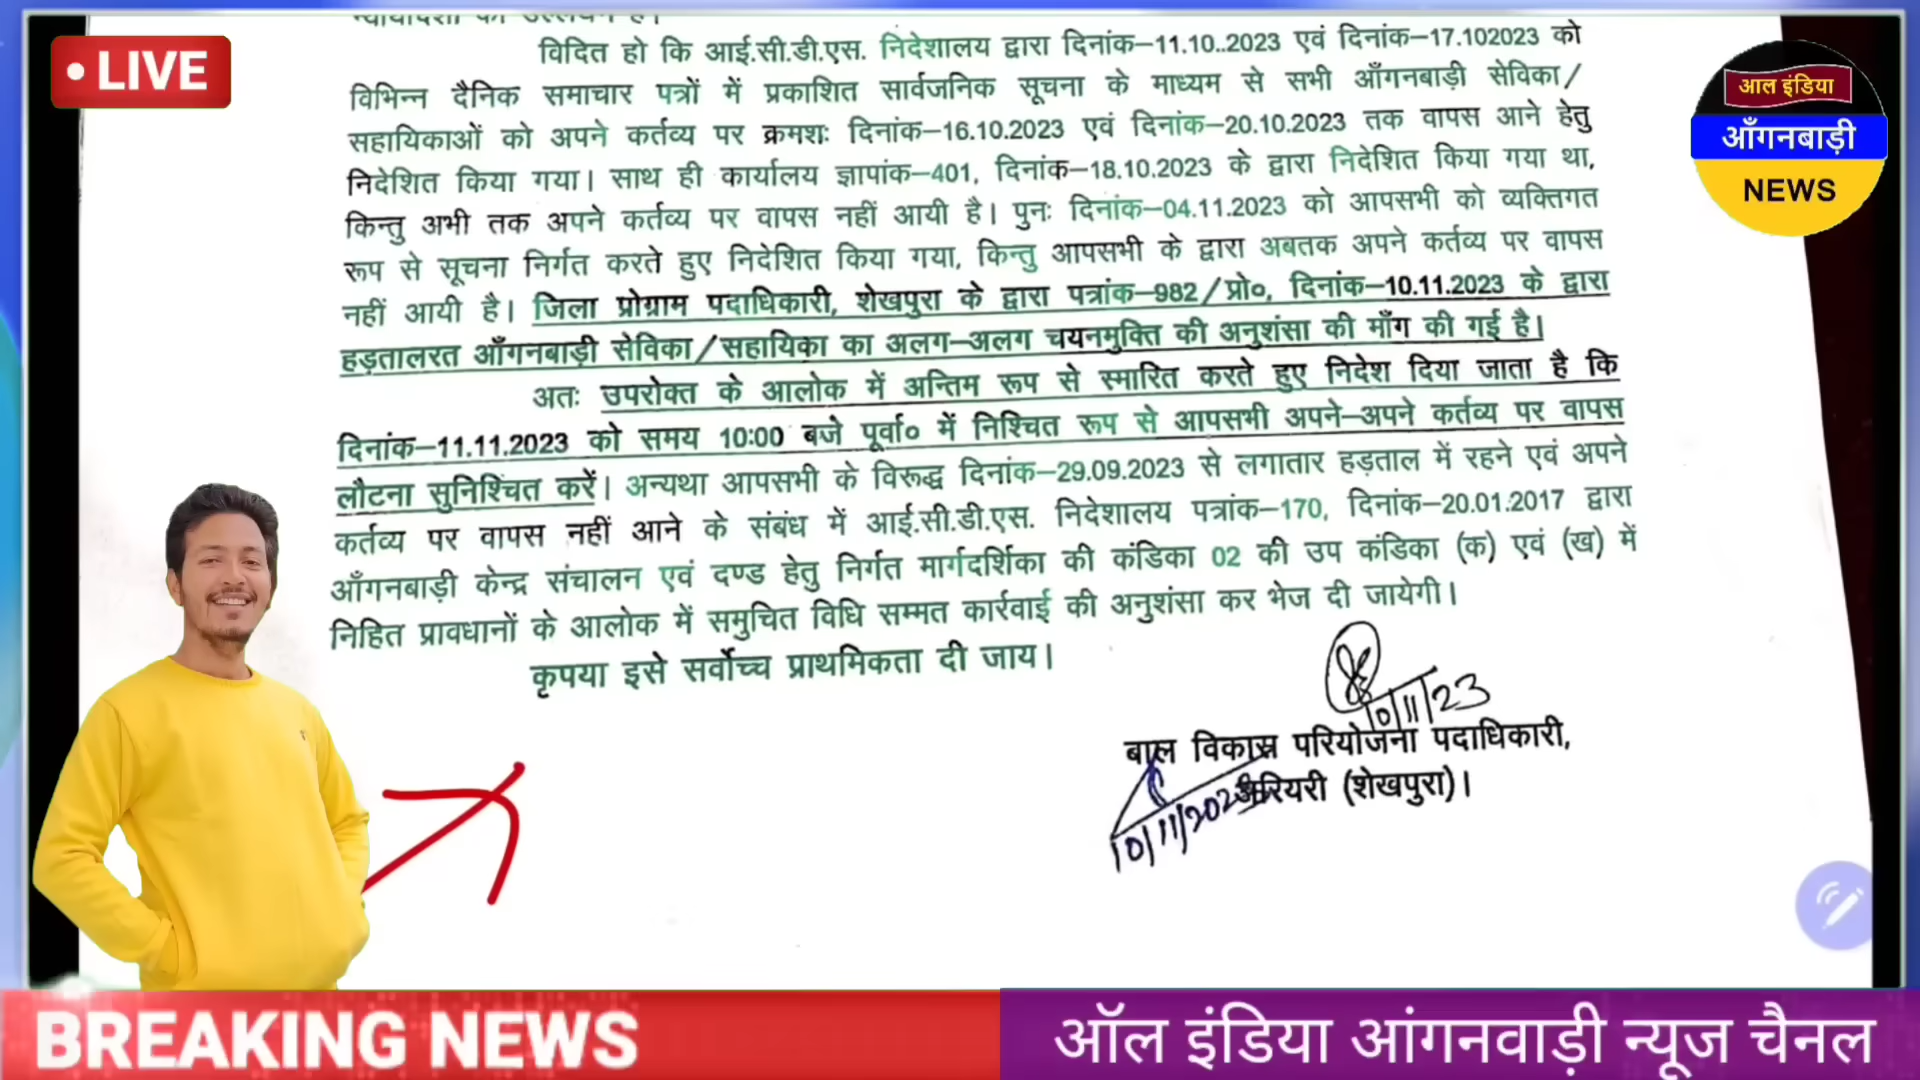 LIVE
विदित हो कि आई.सी.डी.एस. निदेशालय द्वारा दिनांक–11.10..2023 एवं दिनांक–17.102023 को
विभिन्न दैनिक समाचार पत्रों में प्रकाशित सार्वजनिक सूचना के माध्यम से सभी आँगनबाड़ी सेविका/
सहायिकाओं को अपने कर्तव्य पर क्रमशः दिनांक–16.10.2023 एवं दिनांक–20.10.2023 तक वापस आने हेतु
निदेशित किया गया। साथ ही कार्यालय ज्ञापांक–401, दिनांक–18.10.2023 के द्वारा निदेशित किया गया था,
किन्तु अभी तक अपने कर्तव्य पर वापस नहीं आयी है। पुनः दिनांक–04.11.2023 को आपसभी को व्यक्तिगत
रूप से सूचना निर्गत करते हुए निदेशित किया गया, किन्तु आपसभी के द्वारा अबतक अपने कर्तव्य पर वापस
नहीं आयी है। जिला प्रोग्राम पदाधिकारी, शेखपुरा के द्वारा पत्रांक–982/प्रो०, दिनांक–10.11.2023 के द्वारा
हड़तालरत आँगनबाड़ी सेविका/सहायिका का अलग–अलग चयनमुक्ति की अनुशंसा की माँग की गई है।
अतः उपरोक्त के आलोक में अन्तिम रूप से स्मारित करते हुए निदेश दिया जाता है कि
दिनांक–11.11.2023 को समय 10:00 बजे पूर्वा० में निश्चित रूप से आपसभी अपने–अपने कर्तव्य पर वापस
लौटना सुनिश्चित करें। अन्यथा आपसभी के विरूद्ध दिनांक–29.09.2023 से लगातार हड़ताल में रहने एवं अपने
कर्तव्य पर वापस नहीं आने के संबंध में आई.सी.डी.एस. निदेशालय पत्रांक–170, दिनांक–20.01.2017 द्वारा
आँगनबाड़ी केन्द्र संचालन एवं दण्ड हेतु निर्गत मार्गदर्शिका की कंडिका 02 की उप कंडिका (क) एवं (ख) में
निहित प्रावधानों के आलोक में समुचित विधि सम्मत कार्रवाई की अनुशंसा कर भेज दी जायेगी।
कृपया इसे सर्वोच्च प्राथमिकता दी जाय।
10/11/23
बाल विकास परियोजना पदाधिकारी,
अरियरी (शेखपुरा)।
10/11/2023
आल इंडिया
आँगनबाड़ी
NEWS
BREAKING NEWS
ऑल इंडिया आंगनवाड़ी न्यूज चैनल